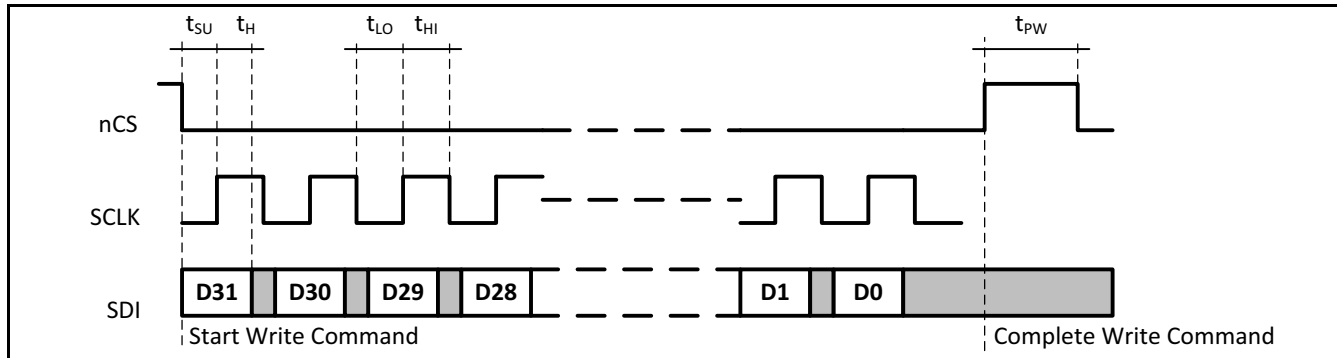 tSU tH tLO tHI tPW
nCS
SCLK
D31 D30 D29 D28 D1 D0
SDI
Start Write Command Complete Write Command